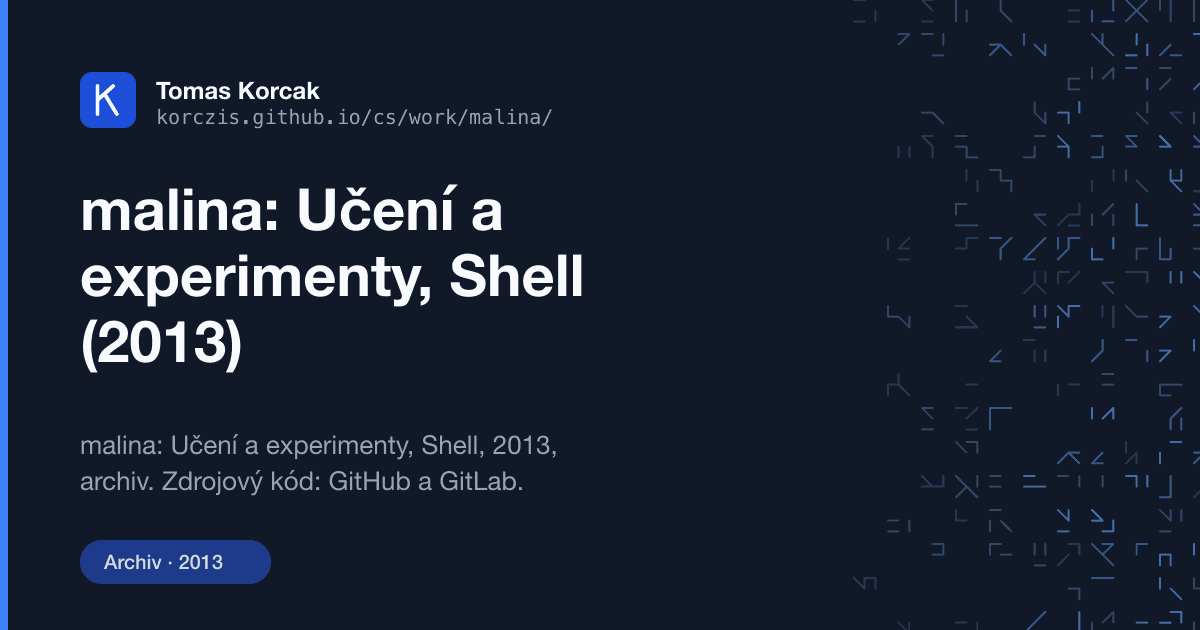 K
Tomas Korcak
korczis.github.io/cs/work/malina/
malina: Učení a
experimenty, Shell
(2013)
malina: Učení a experimenty, Shell, 2013,
archiv. Zdrojový kód: GitHub a GitLab.
Archiv · 2013